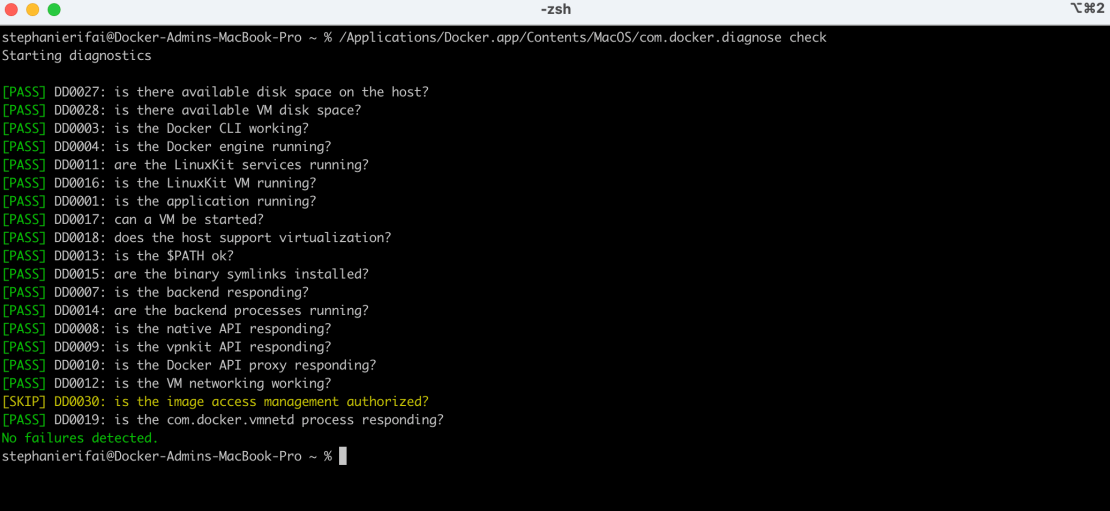 -zsh
⌥⌘2
stephanierifai@Docker-Admins-MacBook-Pro ~ % /Applications/Docker.app/Contents/MacOS/com.docker.diagnose check
Starting diagnostics
[PASS] DD0027: is there available disk space on the host?
[PASS] DD0028: is there available VM disk space?
[PASS] DD0003: is the Docker CLI working?
[PASS] DD0004: is the Docker engine running?
[PASS] DD0011: are the LinuxKit services running?
[PASS] DD0016: is the LinuxKit VM running?
[PASS] DD0001: is the application running?
[PASS] DD0017: can a VM be started?
[PASS] DD0018: does the host support virtualization?
[PASS] DD0013: is the $PATH ok?
[PASS] DD0015: are the binary symlinks installed?
[PASS] DD0007: is the backend responding?
[PASS] DD0014: are the backend processes running?
[PASS] DD0008: is the native API responding?
[PASS] DD0009: is the vpnkit API responding?
[PASS] DD0010: is the Docker API proxy responding?
[PASS] DD0012: is the VM networking working?
[SKIP] DD0030: is the image access management authorized?
[PASS] DD0019: is the com.docker.vmnetd process responding?
No failures detected.
stephanierifai@Docker-Admins-MacBook-Pro ~ %